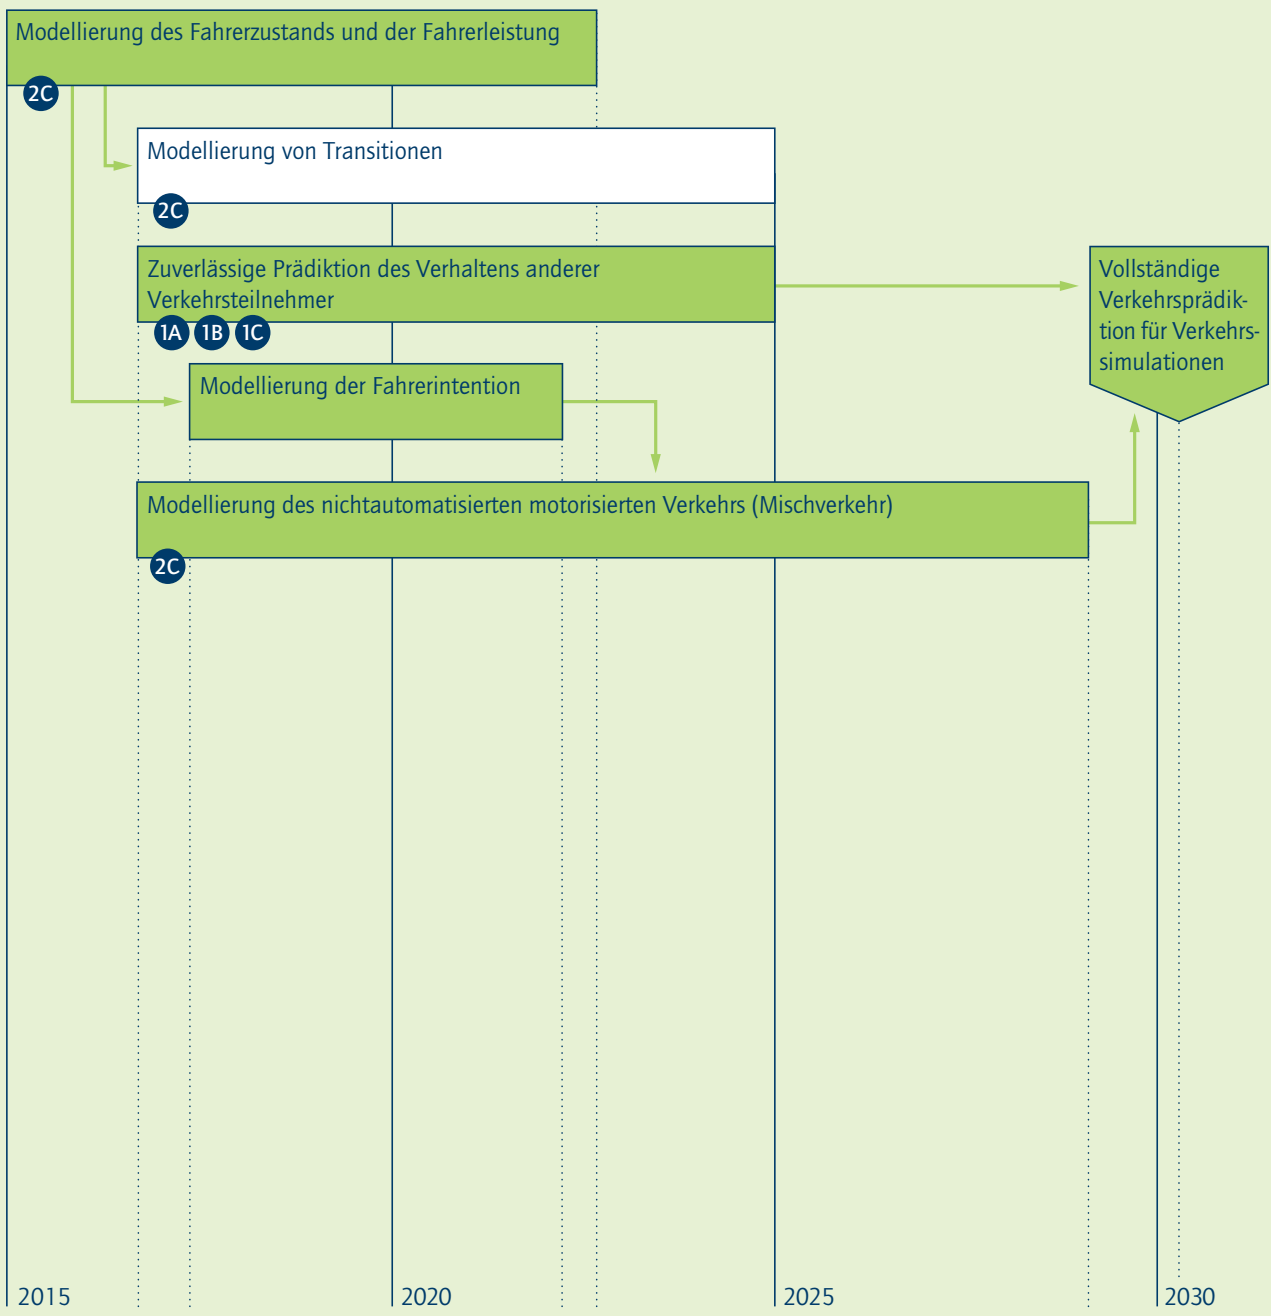 Modellierung des Fahrerzustands und der Fahrerleistung
2C
Modellierung von Transitionen
2C
Zuverlässige Prädiktion des Verhaltens anderer
Verkehrsteilnehmer
1A 1B 1C
Vollständige
Verkehrsprädik-
tion für Verkehrs-
simulationen
Modellierung der Fahrerintention
Modellierung des nichtautomatisierten motorisierten Verkehrs (Mischverkehr)
2C
2015 2020 2025 2030